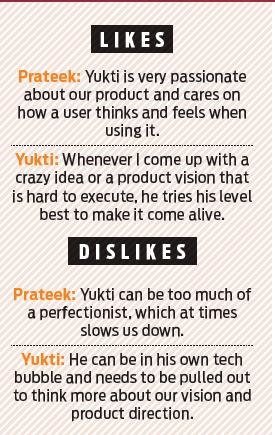 LIKES
Prateek: Yukti is very passionate
about our product and cares on
how a user thinks and feels when
using it.
Yukti: Whenever I come up with a
crazy idea or a product vision that
is hard to execute, he tries his level
best to make it come alive.
DISLIKES
Prateek: Yukti can be too much of
a perfectionist, which at times
slows us down.
Yukti: He can be in his own tech
bubble and needs to be pulled out
to think more about our vision and
product direction.